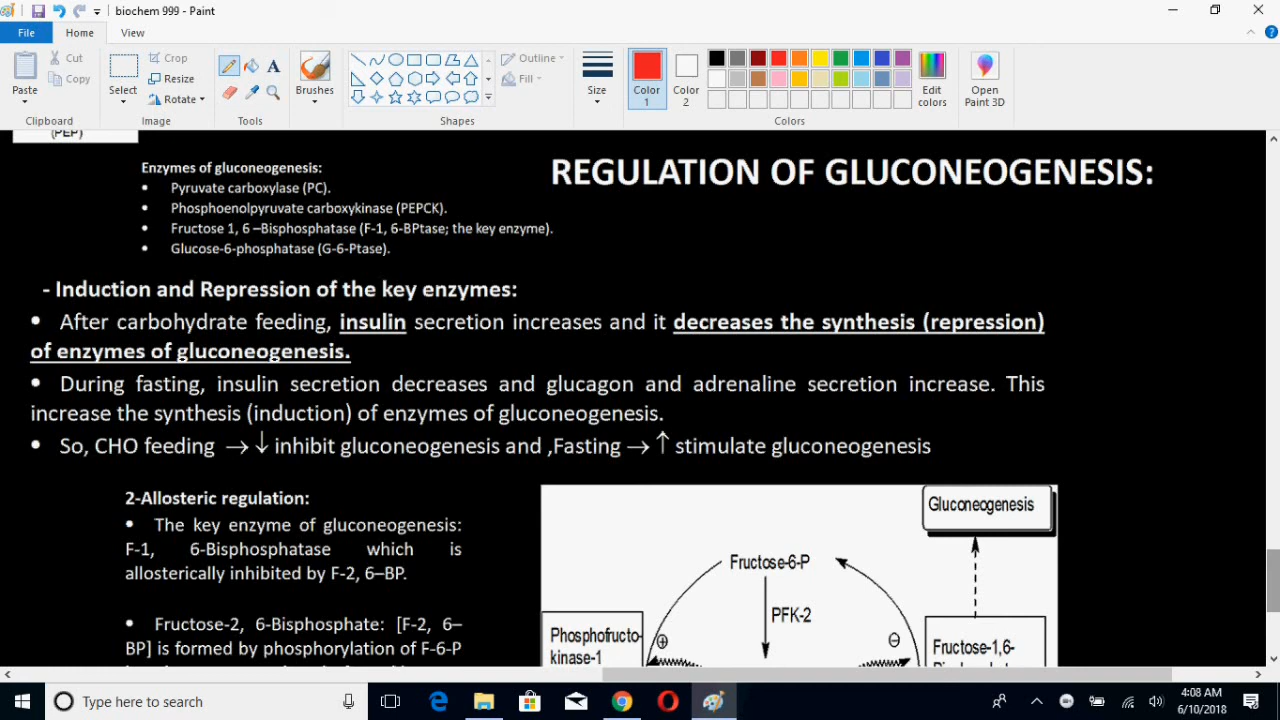 biochem 999 - Paint
File
Home
View
Paste
Cut
Copy
Clipboard
Select
Crop
Resize
Rotate
Image
A
Tools
Brushes
Outline
Fill
Shapes
Size
Color
1
Color
2
Edit
colors
Open
Paint 3D
Colors
(PEP)
REGULATION OF GLUCONEOGENESIS:
Enzymes of gluconeogenesis:
• Pyruvate carboxylase (PC).
• Phosphoenolpyruvate carboxykinase (PEPCK).
• Fructose 1, 6 –Bisphosphatase (F-1, 6-BPtase; the key enzyme).
• Glucose-6-phosphatase (G-6-Ptase).
- Induction and Repression of the key enzymes:
• After carbohydrate feeding, insulin secretion increases and it decreases the synthesis (repression)
of enzymes of gluconeogenesis.
• During fasting, insulin secretion decreases and glucagon and adrenaline secretion increase. This
increase the synthesis (induction) of enzymes of gluconeogenesis.
• So, CHO feeding → ↓ inhibit gluconeogenesis and ,Fasting → ↑ stimulate gluconeogenesis
2-Allosteric regulation:
• The key enzyme of gluconeogenesis:
F-1, 6-Bisphosphatase which is
allosterically inhibited by F-2, 6–BP.
• Fructose-2, 6-Bisphosphate: [F-2, 6–
BP] is formed by phosphorylation of F-6-P
Gluconeogenesis
Fructose-6-P
PFK-2
Phosphofructo-
kinase-1
⊕
⊖
Fructose-1,6-
Type here to search
4:08 AM
6/10/2018